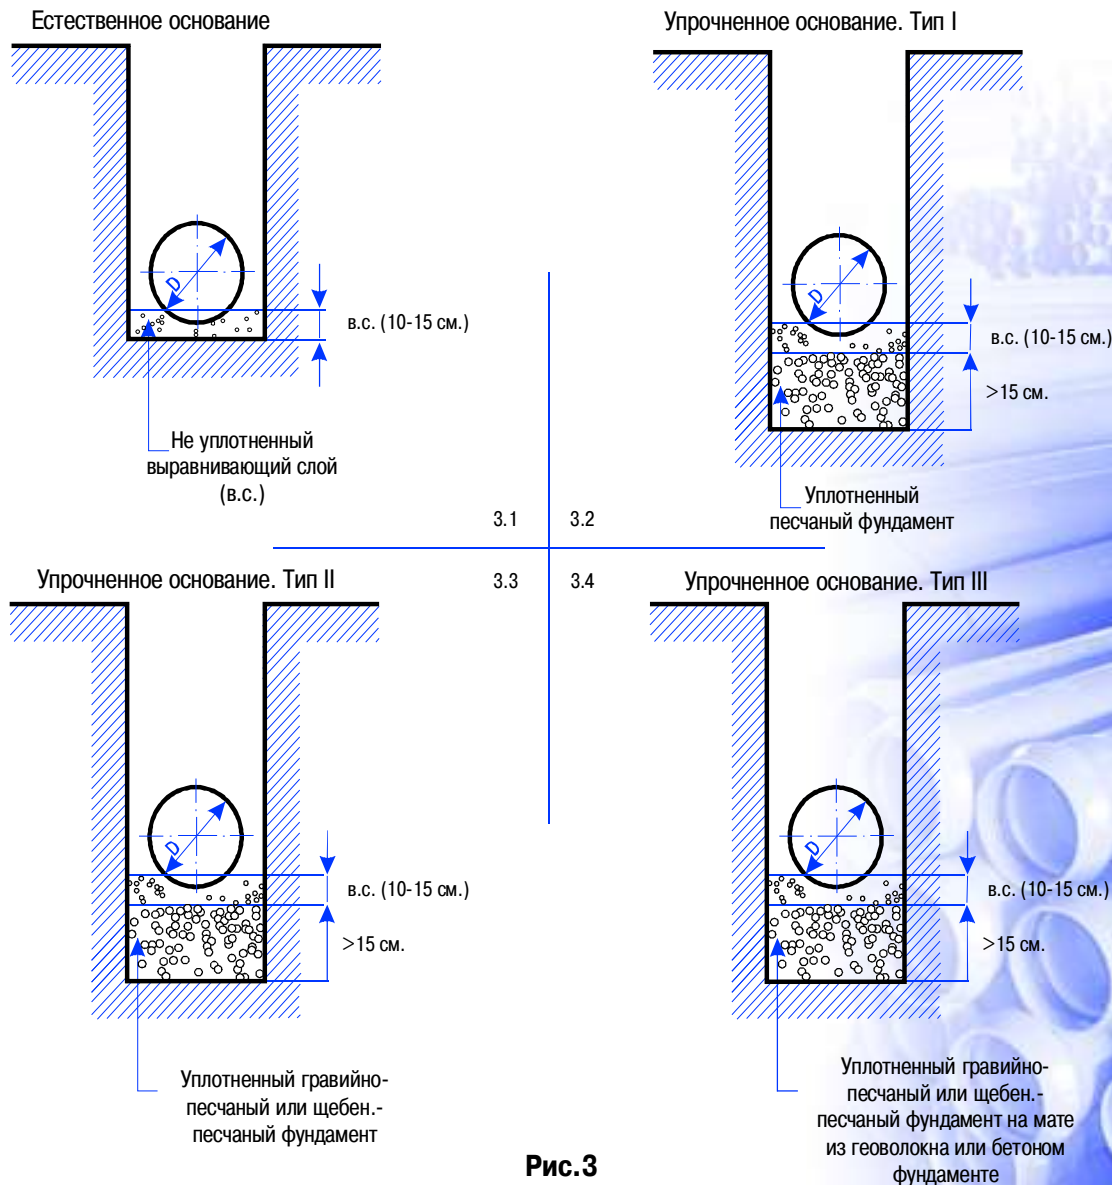 Естественное основание
D
в.с. (10-15 см.)
Не уплотненный
выравнивающий слой
(в.с.)
3.1
Упрочненное основание. Тип I
D
в.с. (10-15 см.)
>15 см.
Уплотненный
песчаный фундамент
3.2
Упрочненное основание. Тип II
3.3
D
в.с. (10-15 см.)
>15 см.
Уплотненный гравийно-
песчаный или щебен.-
песчаный фундамент
3.4
Упрочненное основание. Тип III
D
в.с. (10-15 см.)
>15 см.
Уплотненный гравийно-
песчаный или щебен.-
песчаный фундамент на мате
из геоволокна или бетоном
фундаменте
Рис.3